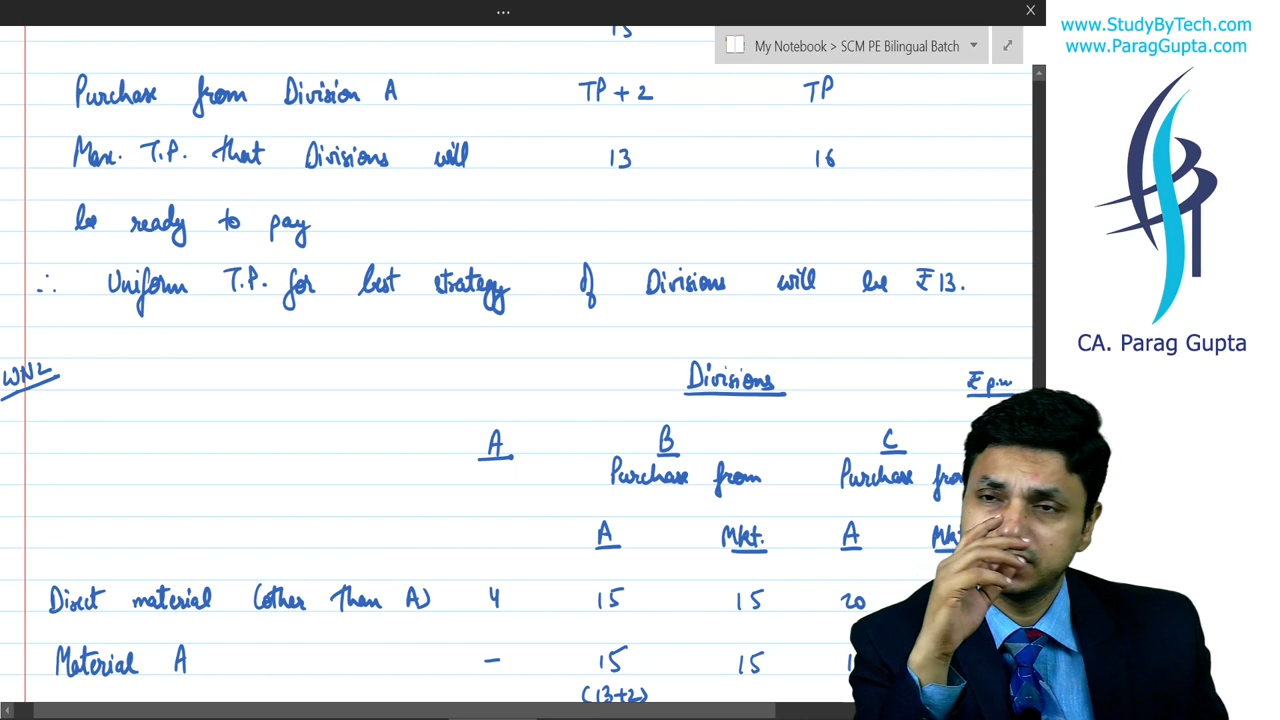 ...
www.StudyByTech.com
www.ParagGupta.com
My Notebook > SCM PE Bilingual Batch
15
Purchase from Division A TP + 2 TP
Max. T.P. that Divisions will 13 16
be ready to pay
∴ Uniform T.P. for best strategy of Divisions will be ₹ 13.
CA. Parag Gupta
WN2 Divisions ₹ p.u
A B C
Purchase from Purchase from
A Mkt. A Mkt
Direct material (other than A) 4 15 15 20
Material A - 15 15
(13+2)